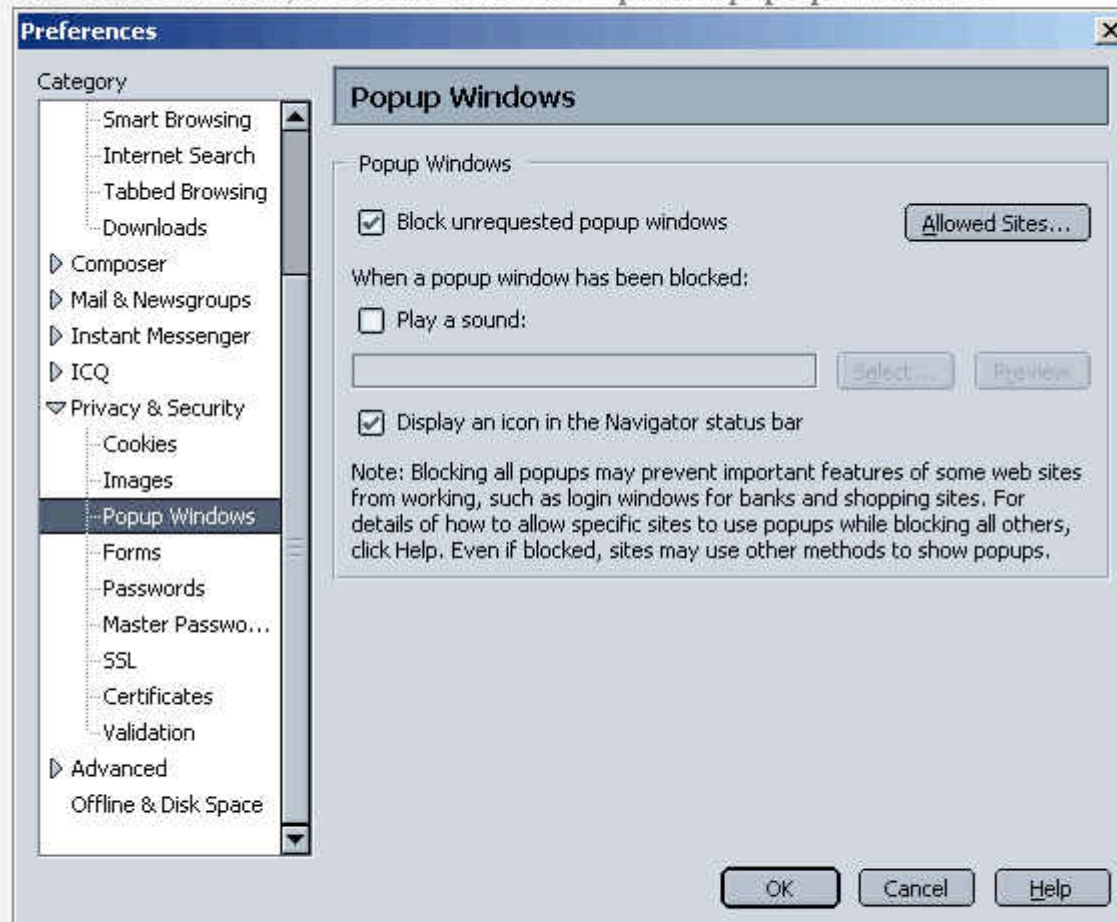 Preferences
Category
Smart Browsing
Internet Search
Tabbed Browsing
Downloads
Composer
Mail & Newsgroups
Instant Messenger
ICQ
Privacy & Security
Cookies
Images
Popup Windows
Forms
Passwords
Master Passwo...
SSL
Certificates
Validation
Advanced
Offline & Disk Space
Popup Windows
Popup Windows
Block unrequested popup windows
Allowed Sites...
When a popup window has been blocked:
Play a sound:
Select... Preview
Display an icon in the Navigator status bar
Note: Blocking all popups may prevent important features of some web sites
from working, such as login windows for banks and shopping sites. For
details of how to allow specific sites to use popups while blocking all others,
click Help. Even if blocked, sites may use other methods to show popups.
OK Cancel Help